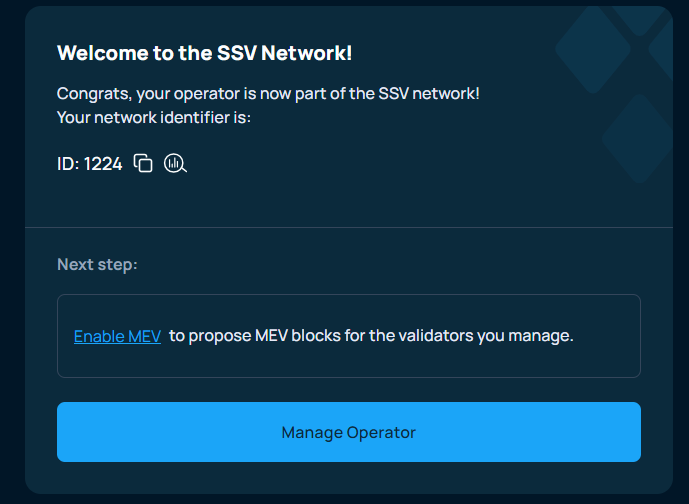 Welcome to the SSV Network!
Congrats, your operator is now part of the SSV network!
Your network identifier is:
ID: 1224
Next step:
Enable MEV to propose MEV blocks for the validators you manage.
Manage Operator